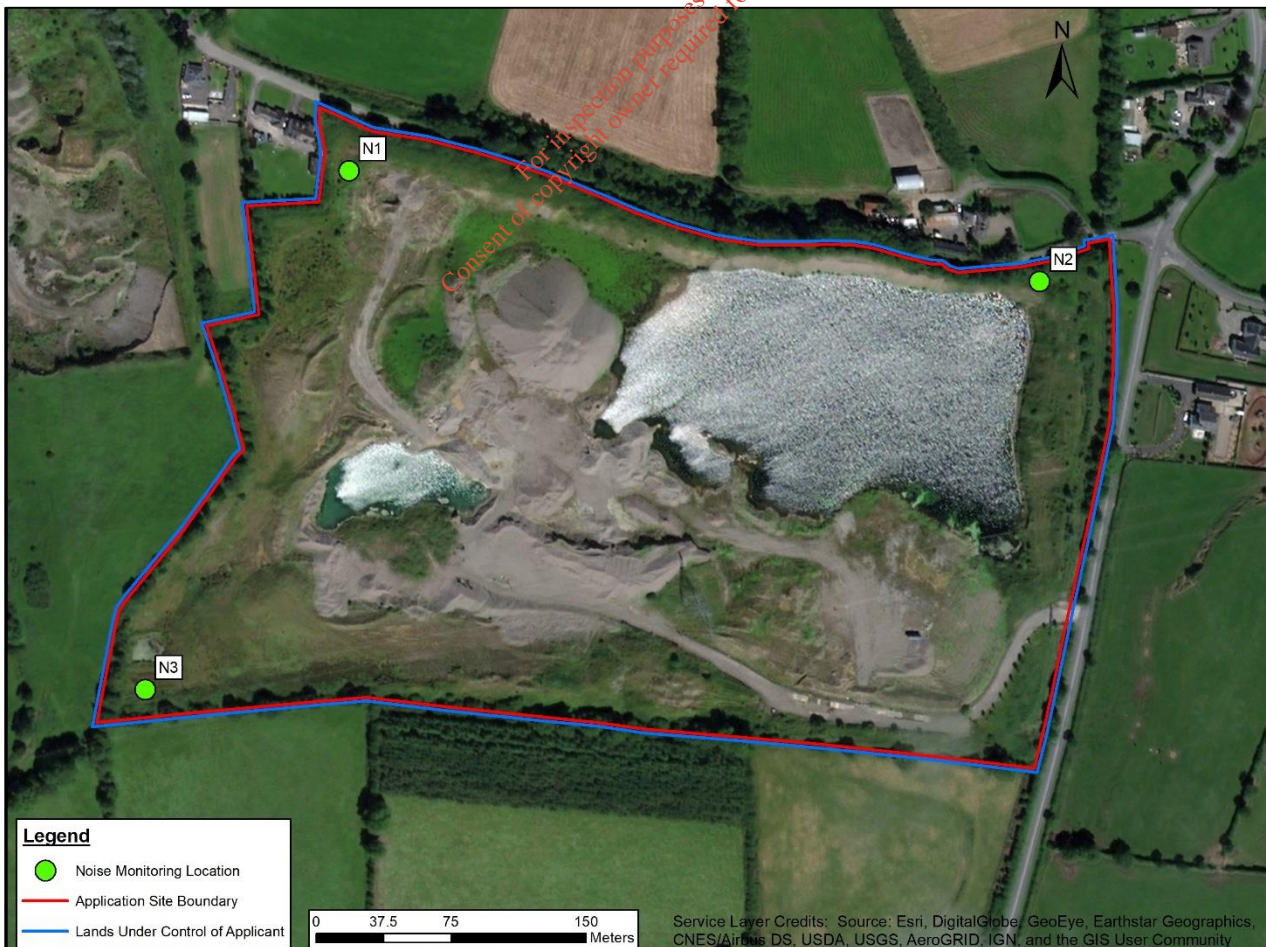 For inspection purposes
Consent of copyright owner required fo
N
N1
N2
N3
Legend
Noise Monitoring Location
Application Site Boundary
Lands Under Control of Applicant
0 37.5 75 150
Meters
Service Layer Credits: Source: Esri, DigitalGlobe, GeoEye, Earthstar Geographics,
CNES/Airbus DS, USDA, USGS, AeroGRID, IGN, and the GIS User Community